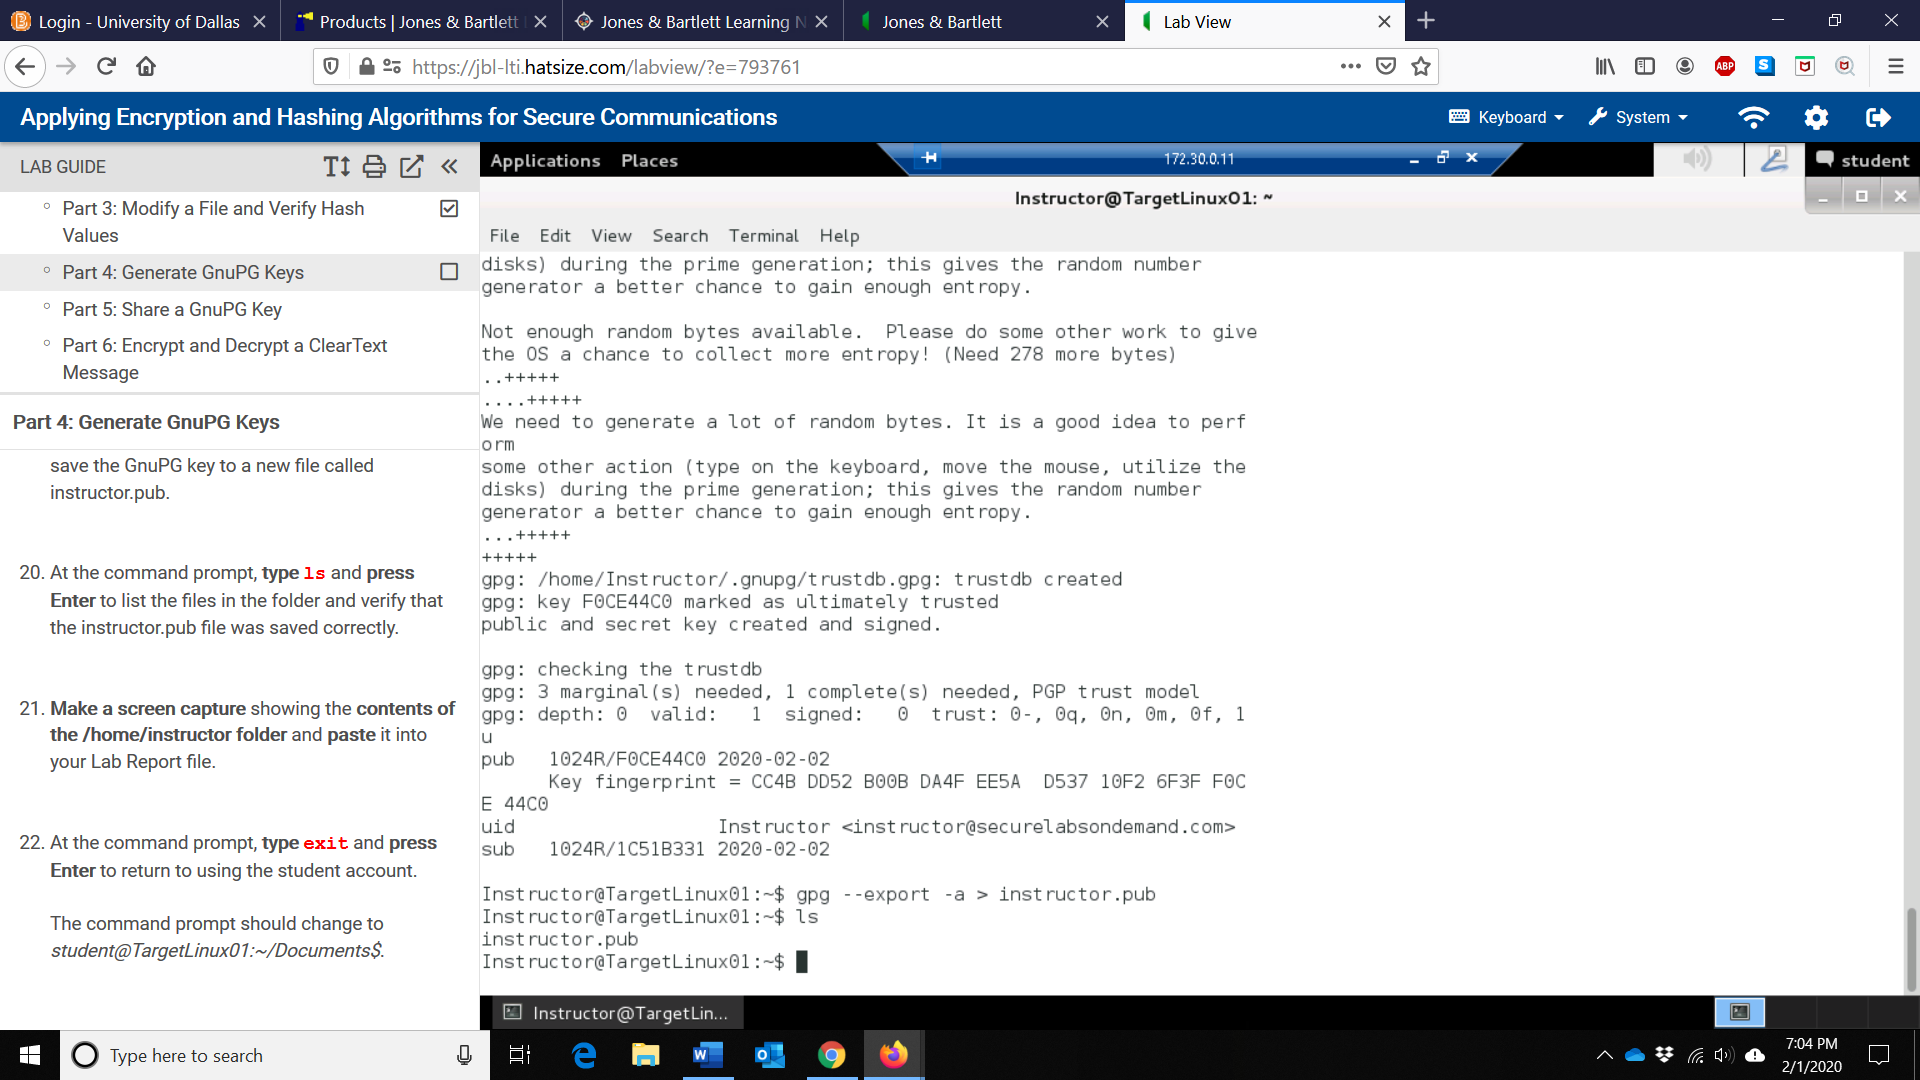 Login - University of Dallas
Products | Jones & Bartlett
Jones & Bartlett Learning N
Jones & Bartlett
Lab View
https://jbl-lti.hatsize.com/labview/?e=793761
ABP
S
Applying Encryption and Hashing Algorithms for Secure Communications
Keyboard
System
LAB GUIDE
Part 3: Modify a File and Verify Hash
Values
Part 4: Generate GnuPG Keys
Part 5: Share a GnuPG Key
Part 6: Encrypt and Decrypt a ClearText
Message
Part 4: Generate GnuPG Keys
save the GnuPG key to a new file called
instructor.pub.
20. At the command prompt, type ls and press
Enter to list the files in the folder and verify that
the instructor.pub file was saved correctly.
21. Make a screen capture showing the contents of
the /home/instructor folder and paste it into
your Lab Report file.
22. At the command prompt, type exit and press
Enter to return to using the student account.
The command prompt should change to
student@TargetLinux01:~/Documents$.
Applications Places
172.30.0.11
student
Instructor@TargetLinux01: ~
File Edit View Search Terminal Help
disks) during the prime generation; this gives the random number
generator a better chance to gain enough entropy.
Not enough random bytes available.  Please do some other work to give
the OS a chance to collect more entropy! (Need 278 more bytes)
..+++++
....+++++
We need to generate a lot of random bytes. It is a good idea to perf
orm
some other action (type on the keyboard, move the mouse, utilize the
disks) during the prime generation; this gives the random number
generator a better chance to gain enough entropy.
...+++++
+++++
gpg: /home/Instructor/.gnupg/trustdb.gpg: trustdb created
gpg: key F0CE44C0 marked as ultimately trusted
public and secret key created and signed.
gpg: checking the trustdb
gpg: 3 marginal(s) needed, 1 complete(s) needed, PGP trust model
gpg: depth: 0  valid:   1  signed:   0  trust: 0-, 0q, 0n, 0m, 0f, 1
u
pub   1024R/F0CE44C0 2020-02-02
      Key fingerprint = CC4B DD52 B00B DA4F EE5A  D537 10F2 6F3F F0C
E 44C0
uid                  Instructor <instructor@securelabsondemand.com>
sub   1024R/1C51B331 2020-02-02
Instructor@TargetLinux01:~$ gpg --export -a > instructor.pub
Instructor@TargetLinux01:~$ ls
instructor.pub
Instructor@TargetLinux01:~$
Instructor@TargetLin...
Type here to search
7:04 PM
2/1/2020